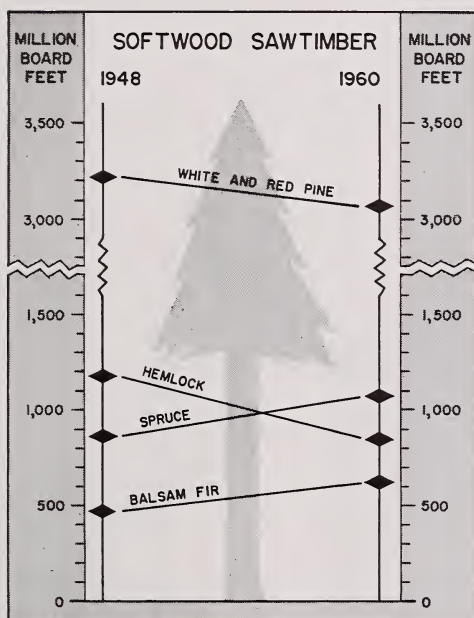 MILLION
BOARD
FEET
SOFTWOOD SAWTIMBER
MILLION
BOARD
FEET
1948
1960
3,500
3,500
WHITE AND RED PINE
3,000
3,000
1,500
1,500
HEMLOCK
1,000
1,000
SPRUCE
BALSAM FIR
500
500
0
0